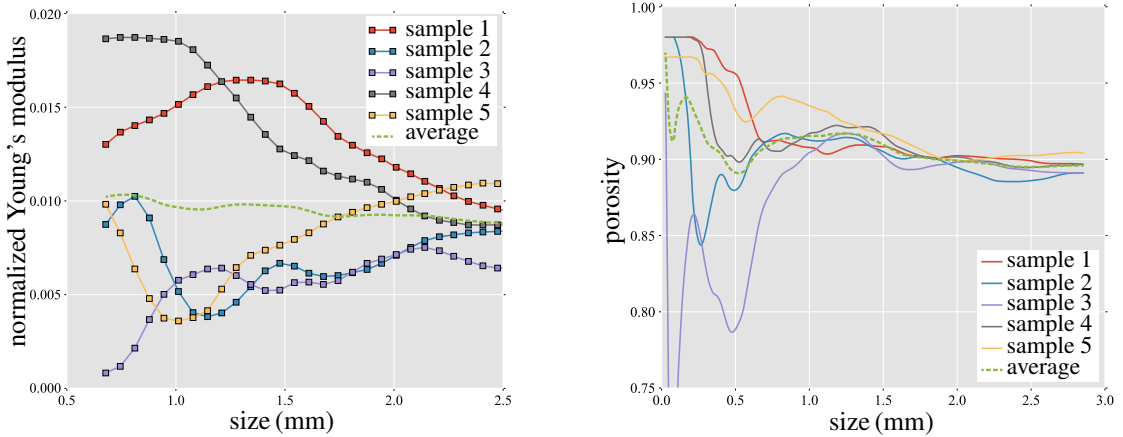 normalized Young's modulus
0.020
0.015
0.010
0.005
0.000
0.5 1.0 1.5 2.0 2.5
size (mm)
sample 1
sample 2
sample 3
sample 4
sample 5
average
porosity
1.00
0.95
0.90
0.85
0.80
0.75
0.0 0.5 1.0 1.5 2.0 2.5 3.0
size (mm)
sample 1
sample 2
sample 3
sample 4
sample 5
average